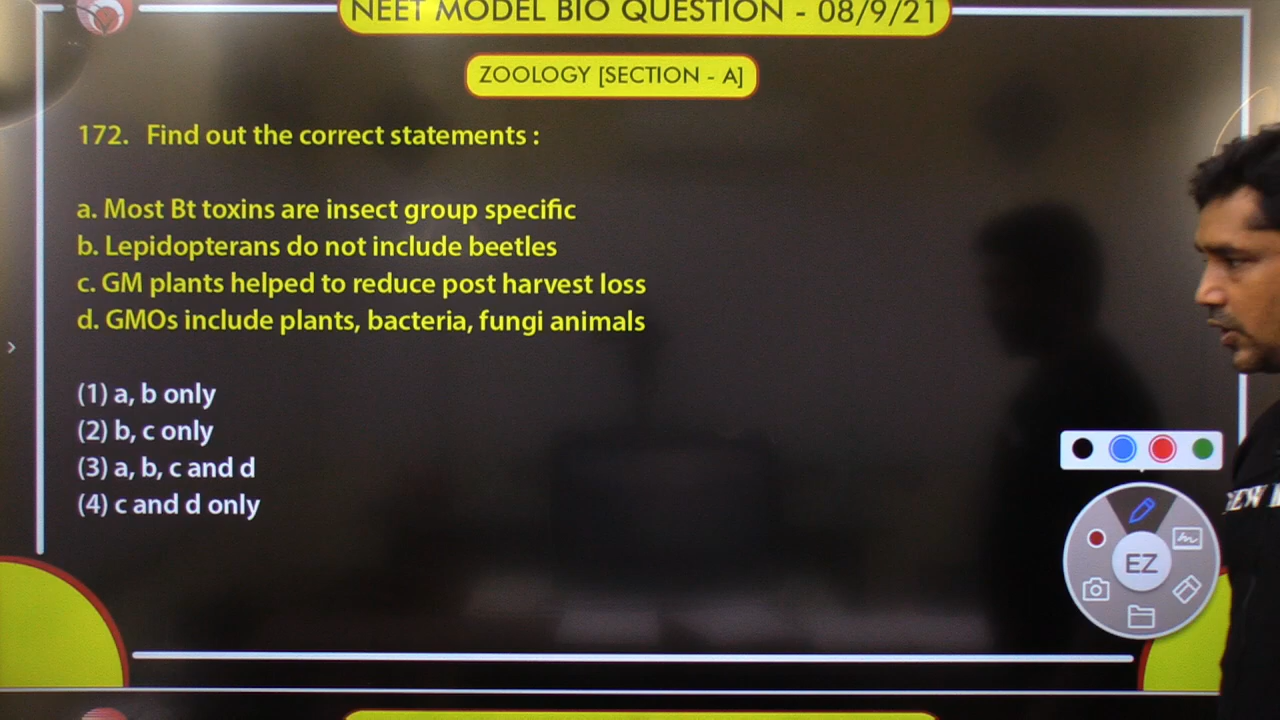 NEET MODEL BIO QUESTION - 08/9/21
ZOOLOGY [SECTION - A]
172. Find out the correct statements :
a. Most Bt toxins are insect group specific
b. Lepidopterans do not include beetles
c. GM plants helped to reduce post harvest loss
d. GMOs include plants, bacteria, fungi animals
(1) a, b only
(2) b, c only
(3) a, b, c and d
(4) c and d only
EZ